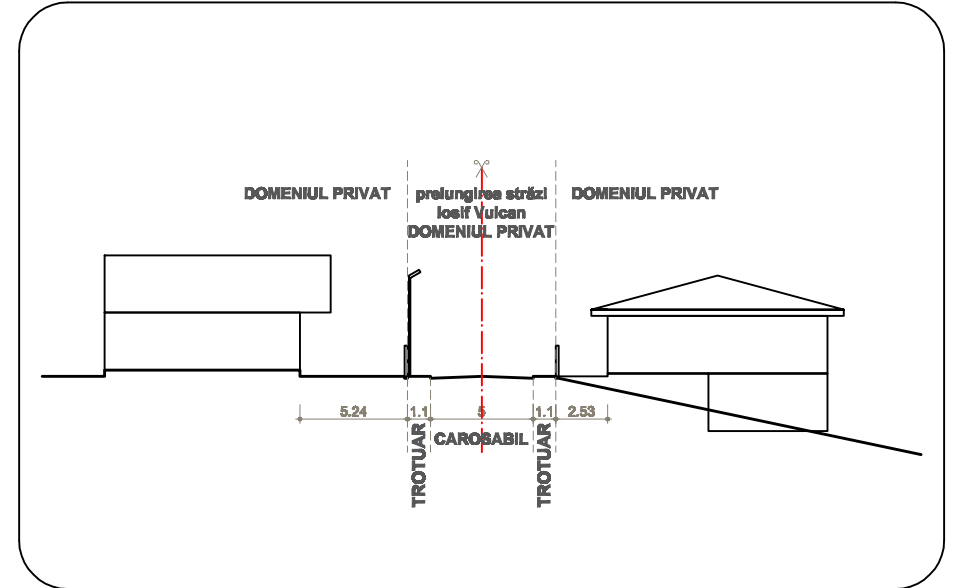 DOMENIUL PRIVAT
prelungirea străzi
Iosif Vulcan
DOMENIUL PRIVAT
DOMENIUL PRIVAT
5.24
1.1
5
1.1
2.53
TROTUAR
CAROSABIL
TROTUAR